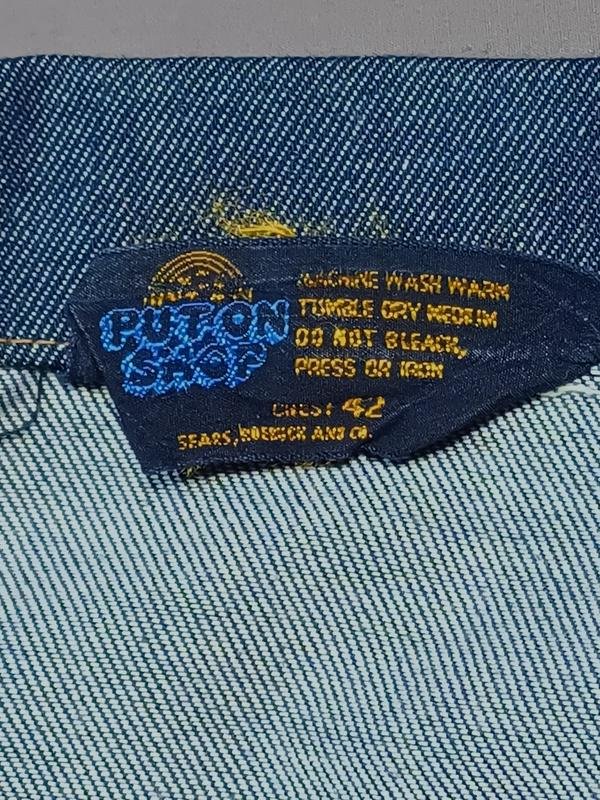 PUT-ON
SHOP
MACHINE WASH WARM
TUMBLE DRY MEDIUM
DO NOT BLEACH,
PRESS OR IRON
CHEST 42
SEARS, ROEBUCK AND CO.